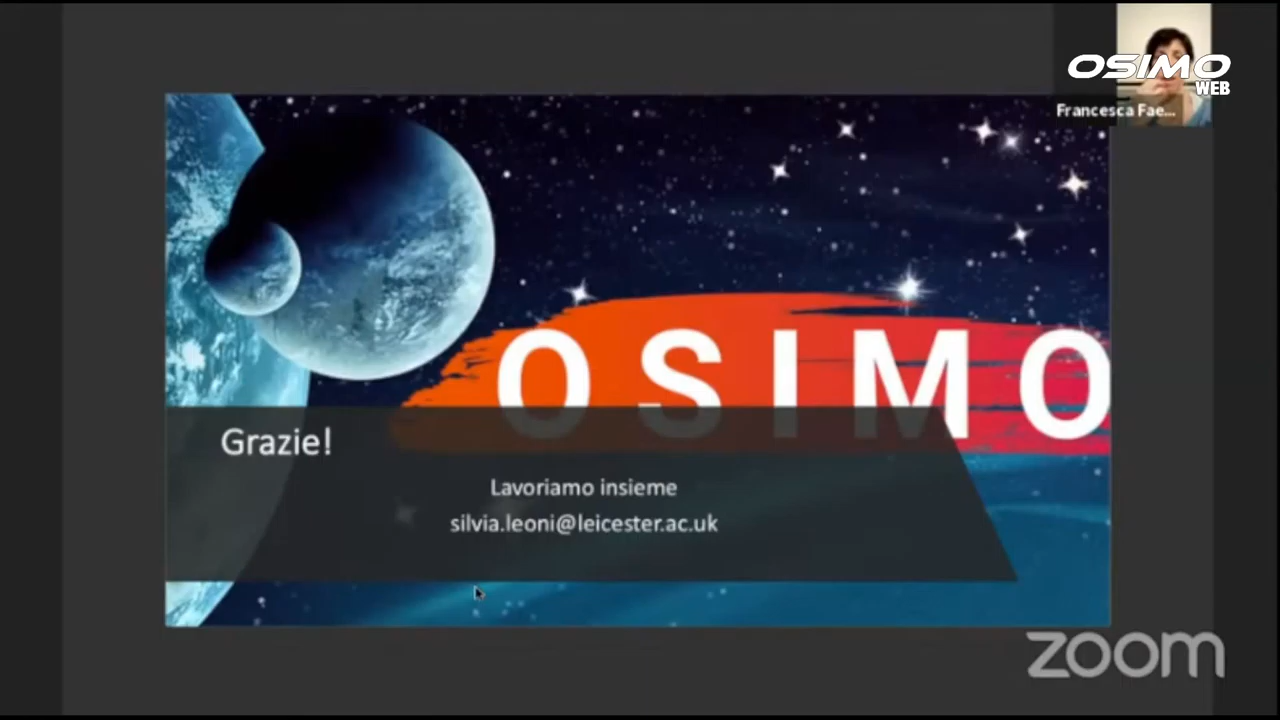 OSIMO
WEB
Francesca Fae...
OSIMO
Grazie!
Lavoriamo insieme
silvia.leoni@leicester.ac.uk
zoom